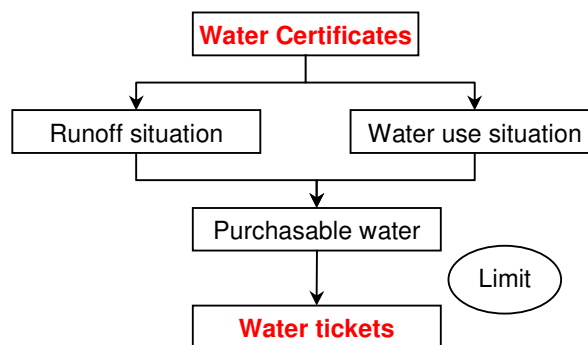 Water Certificates
Runoff situation
Water use situation
Purchasable water
Limit
Water tickets